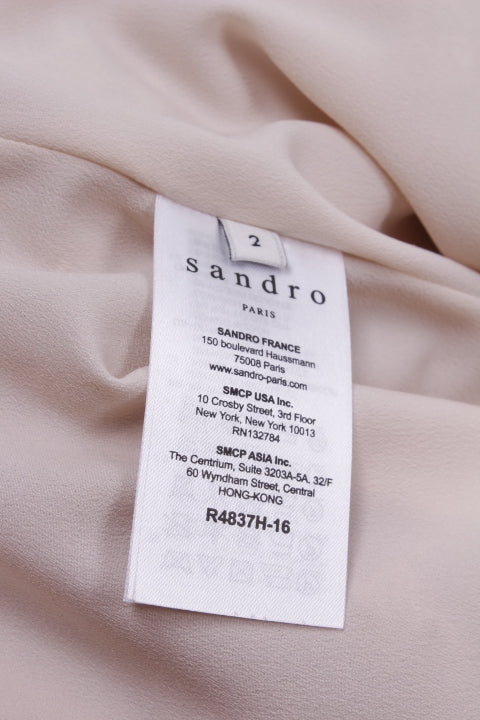 2
sandro
PARIS
SANDRO FRANCE
150 boulevard Haussmann
75008 Paris
www.sandro-paris.com
SMCP USA Inc.
10 Crosby Street, 3rd Floor
New York, New York 10013
RN132784
SMCP ASIA Inc.
The Centrium, Suite 3203A-5A, 32/F
60 Wyndham Street, Central
HONG-KONG
R4837H-16